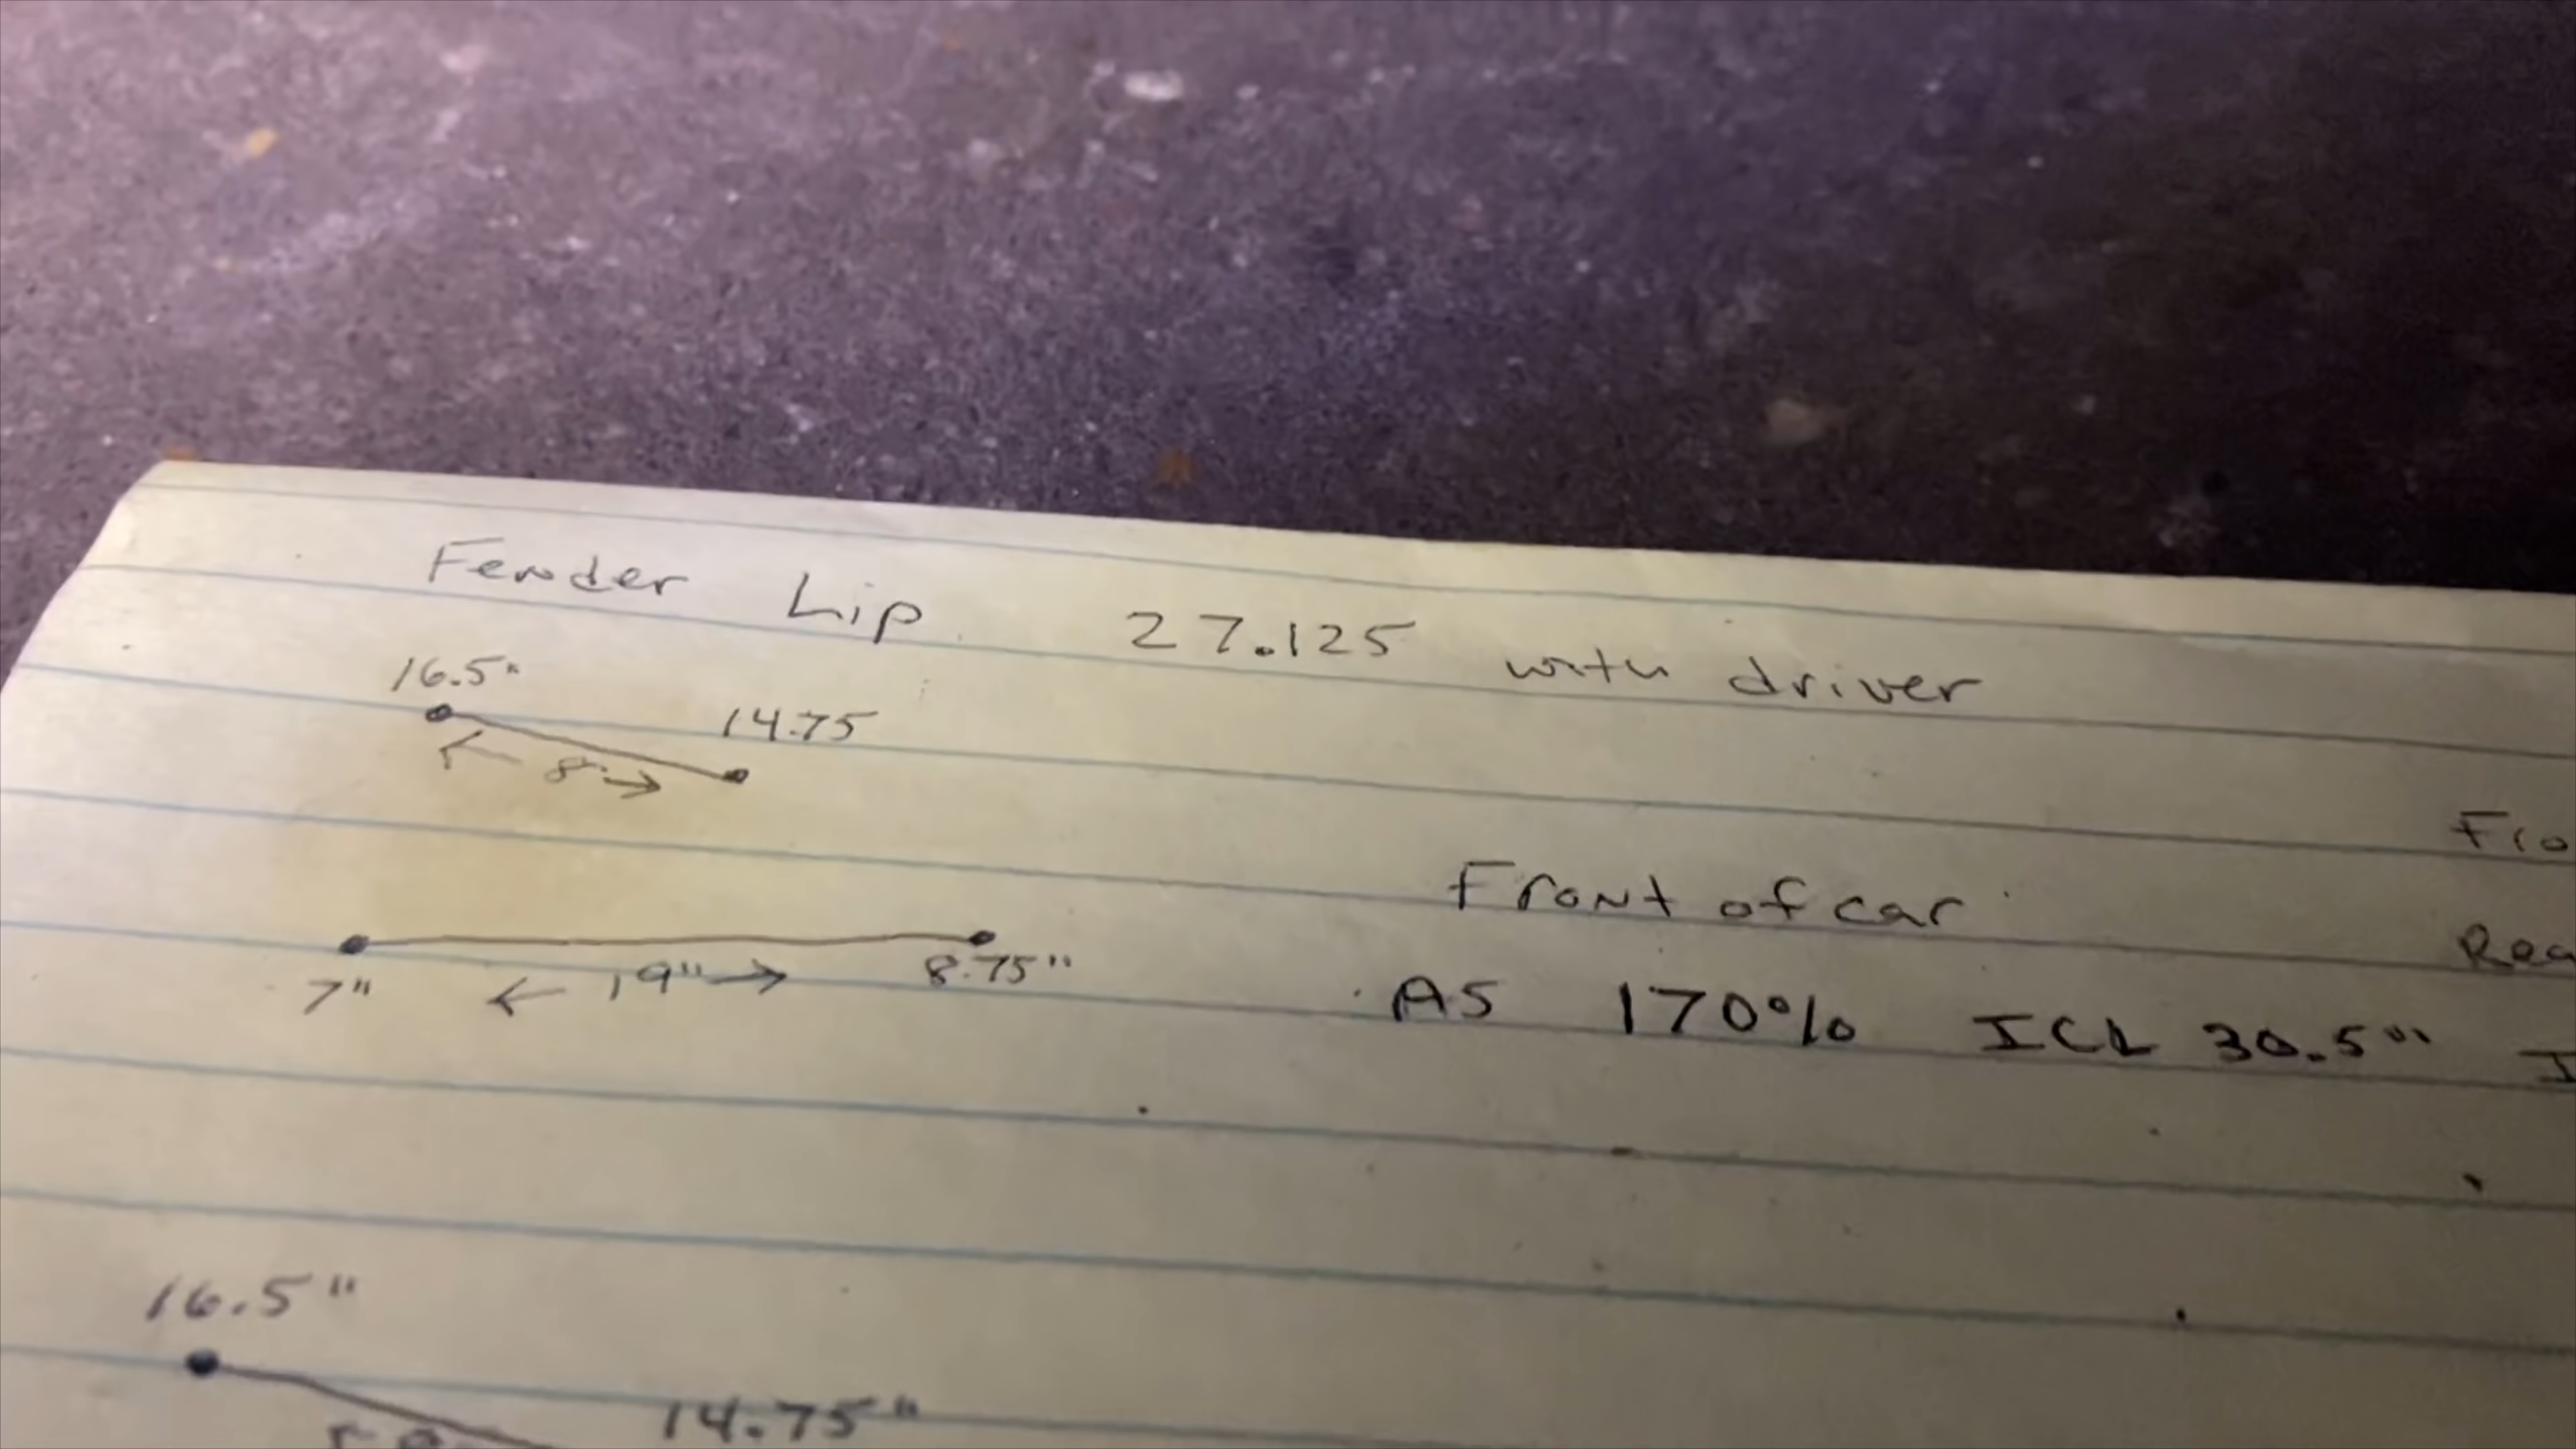 Fender Lip 27.125 with driver
16.5"
14.75
← 8" →
Front of car
7" ← 19" → 8.75"
AS 170% ICL 30.5"
16.5"
14.75"